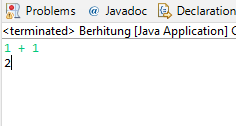 Problems @ Javadoc Declaration
<terminated> Berhitung [Java Application] C
1 + 1
2